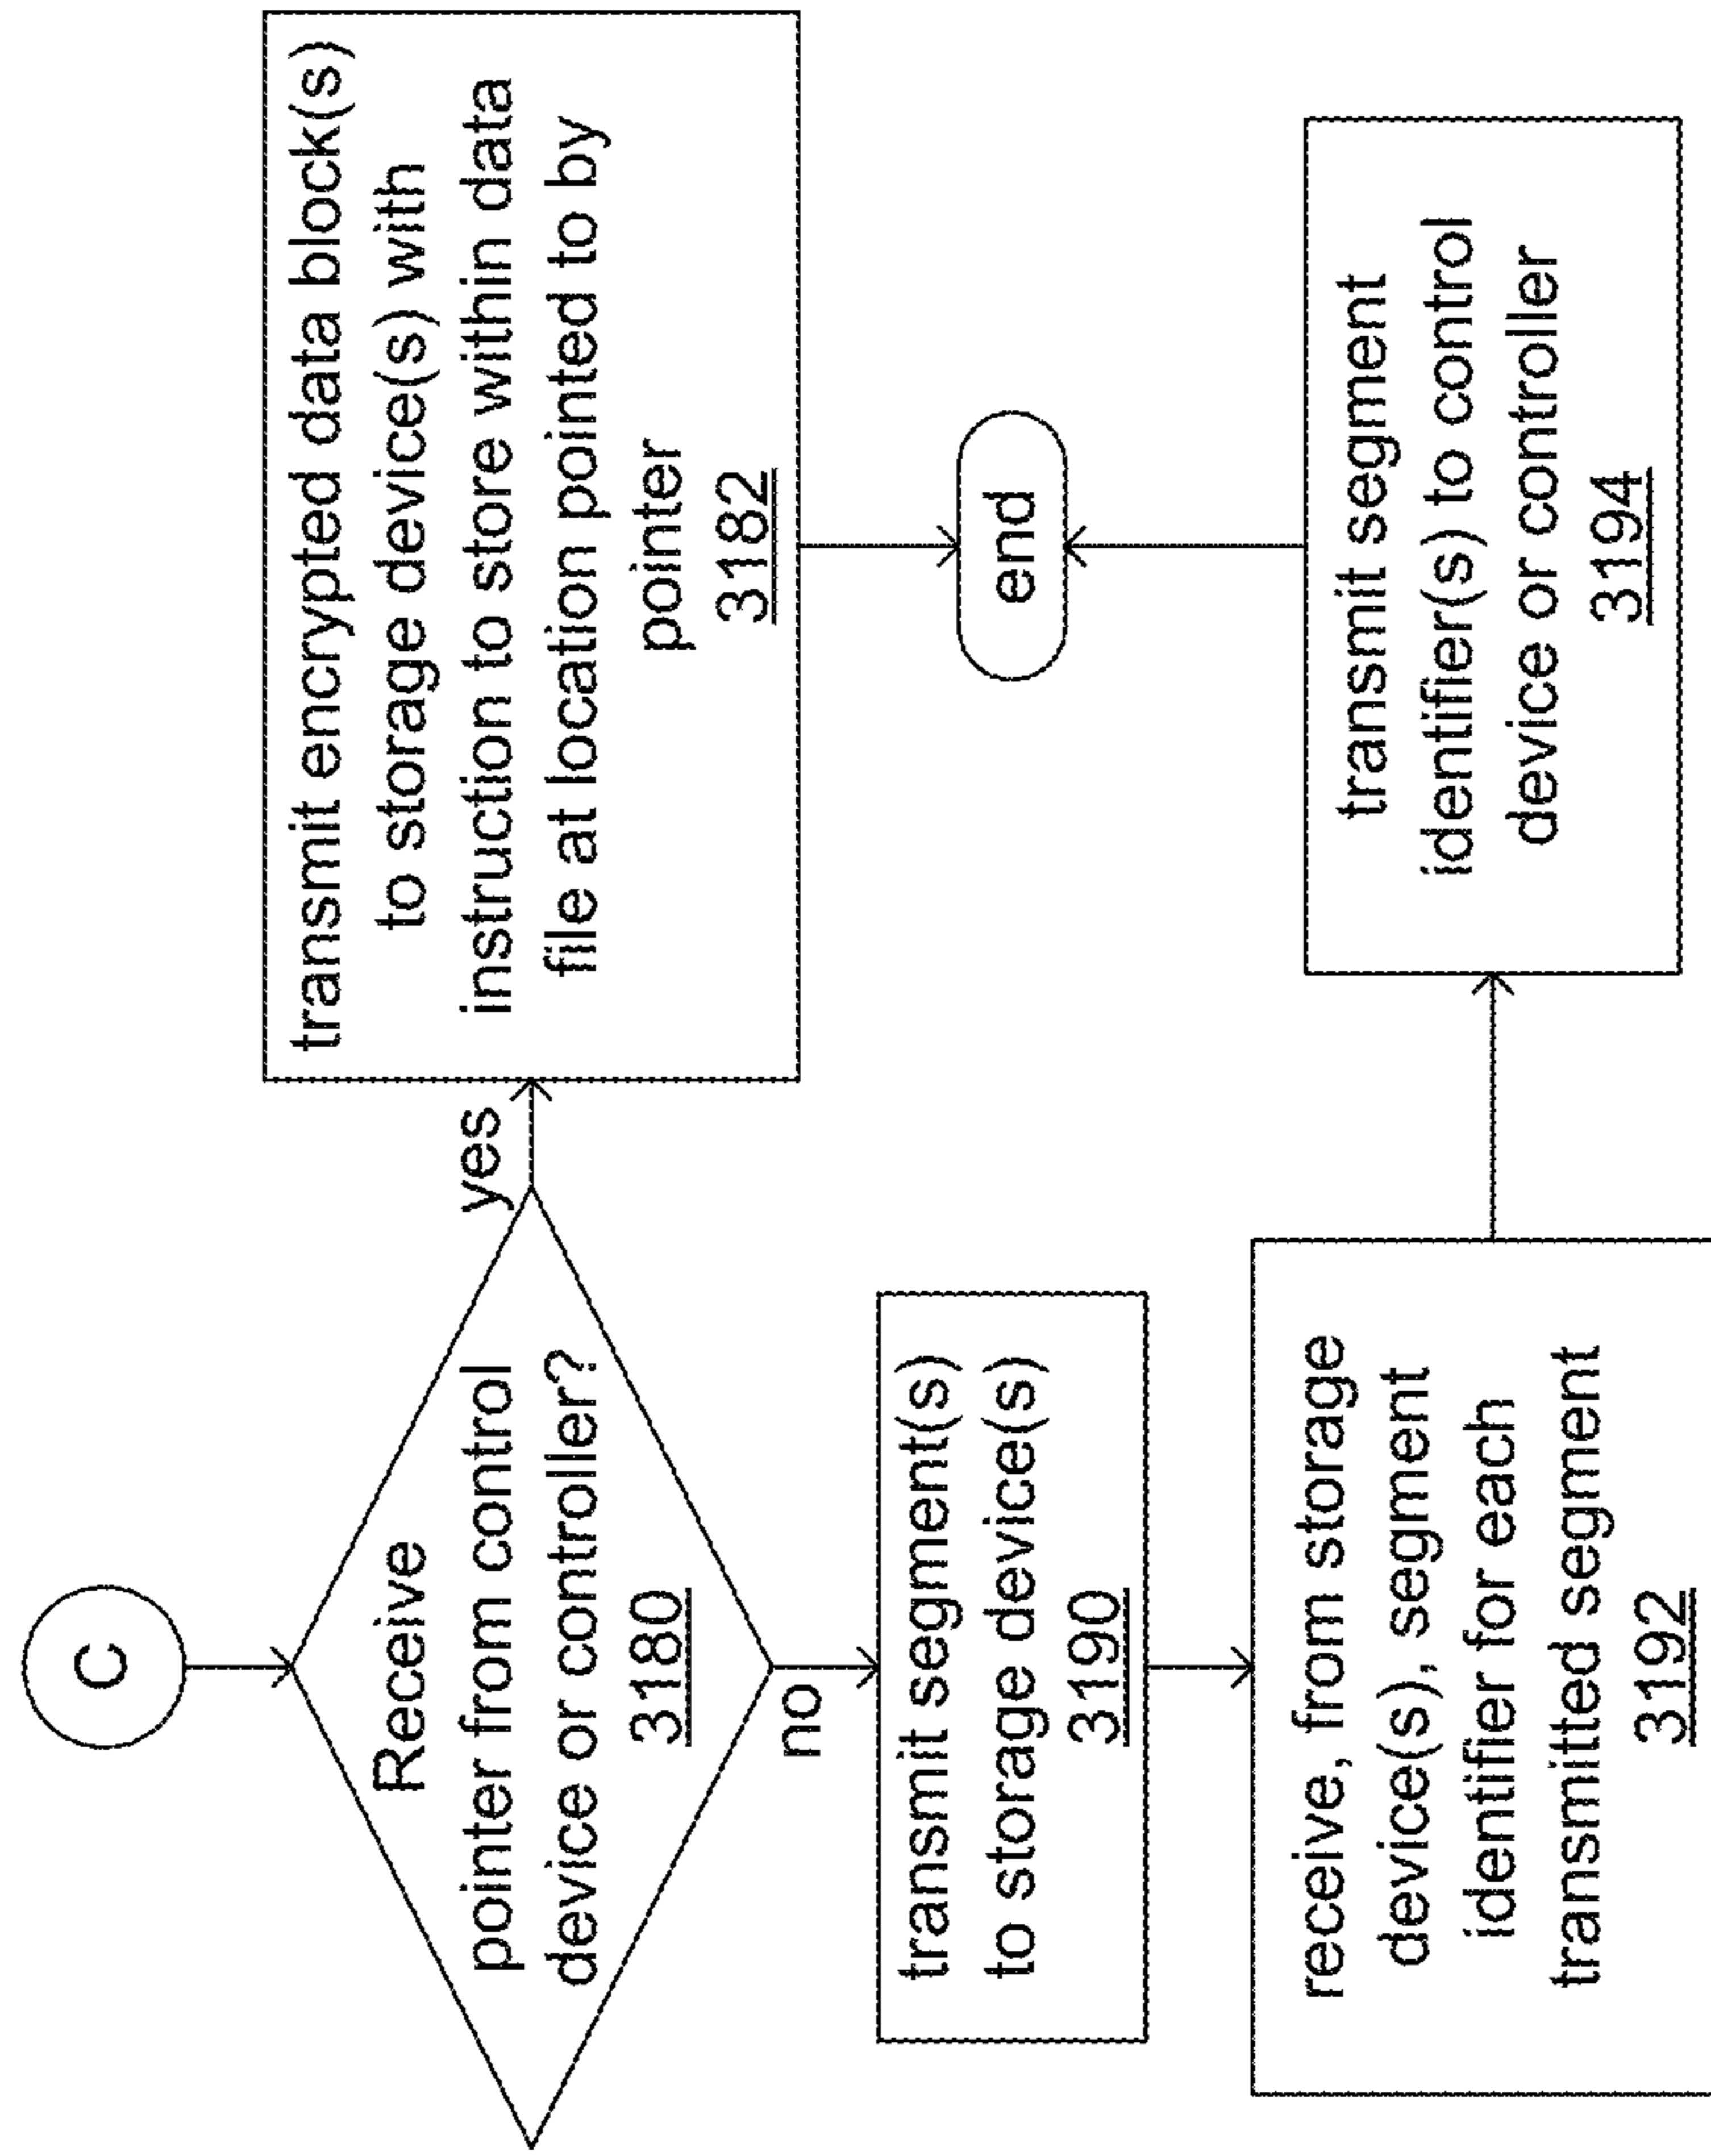 C
Receive
pointer from control
device or controller?
3180
yes
transmit encrypted data block(s)
to storage device(s) with
instruction to store within data
file at location pointed to by
pointer
3182
no
transmit segment(s)
to storage device(s)
3190
receive, from storage
device(s), segment
identifier for each
transmitted segment
3192
transmit segment
identifier(s) to control
device or controller
3194
end